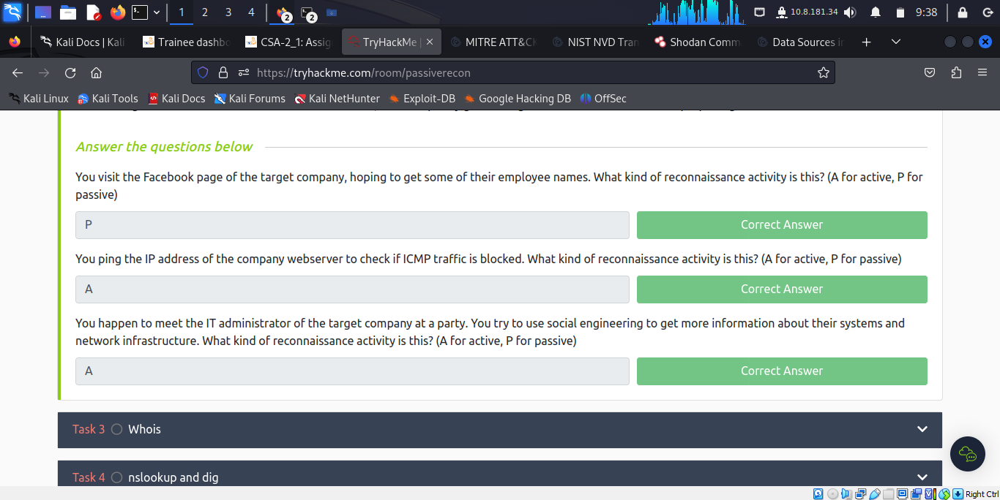 1 2 3 4 2 2 10.8.181.34 9:38
Kali Docs | Kali Trainee dashbo CSA-2_1: Assig TryHackMe | MITRE ATT&CK NIST NVD Tran Shodan Comm Data Sources in
https://tryhackme.com/room/passiverecon
Kali Linux Kali Tools Kali Docs Kali Forums Kali NetHunter Exploit-DB Google Hacking DB OffSec
Answer the questions below
You visit the Facebook page of the target company, hoping to get some of their employee names. What kind of reconnaissance activity is this? (A for active, P for
passive)
P Correct Answer
You ping the IP address of the company webserver to check if ICMP traffic is blocked. What kind of reconnaissance activity is this? (A for active, P for passive)
A Correct Answer
You happen to meet the IT administrator of the target company at a party. You try to use social engineering to get more information about their systems and
network infrastructure. What kind of reconnaissance activity is this? (A for active, P for passive)
A Correct Answer
Task 3 Whois
Task 4 nslookup and dig
Right Ctrl